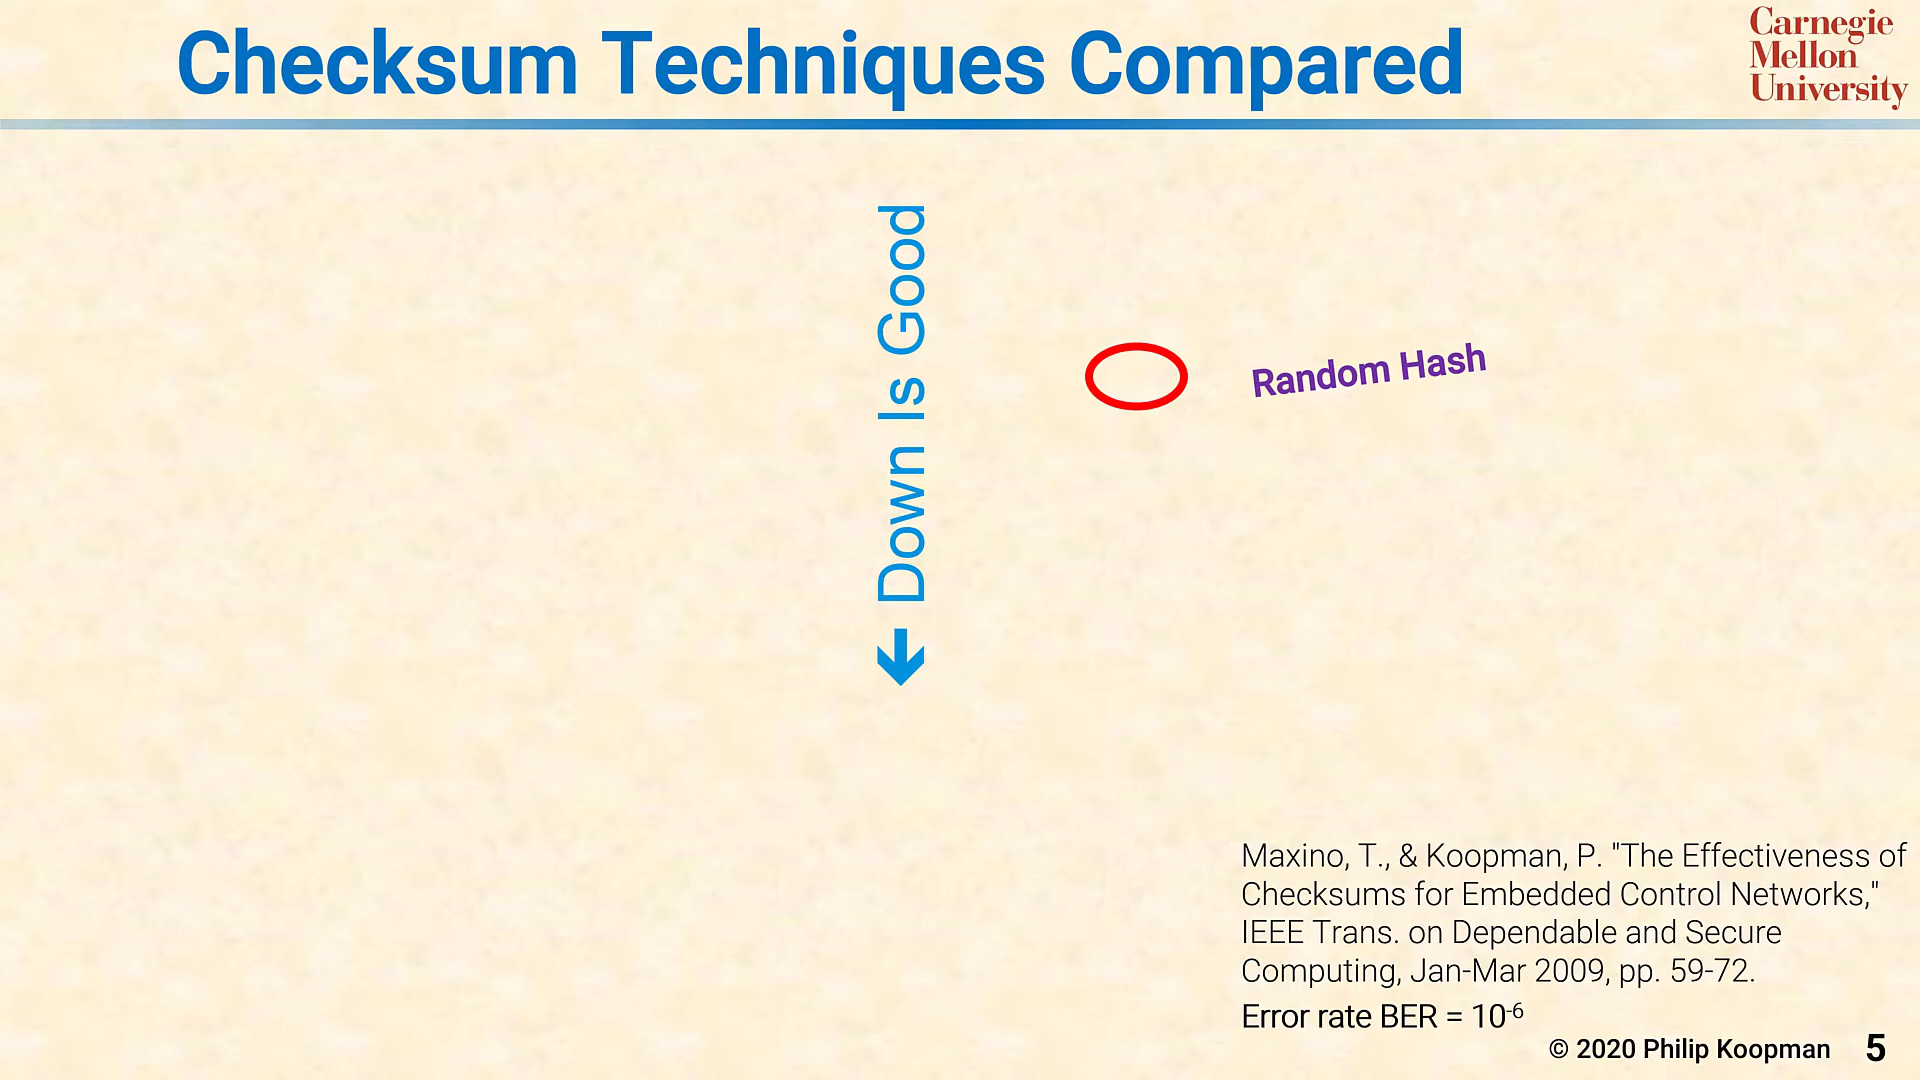 Checksum Techniques Compared
Carnegie
Mellon
University
← Down Is Good
Random Hash
Maxino, T., & Koopman, P. "The Effectiveness of
Checksums for Embedded Control Networks,"
IEEE Trans. on Dependable and Secure
Computing, Jan-Mar 2009, pp. 59-72.
Error rate BER = 10⁻⁶
© 2020 Philip Koopman 5